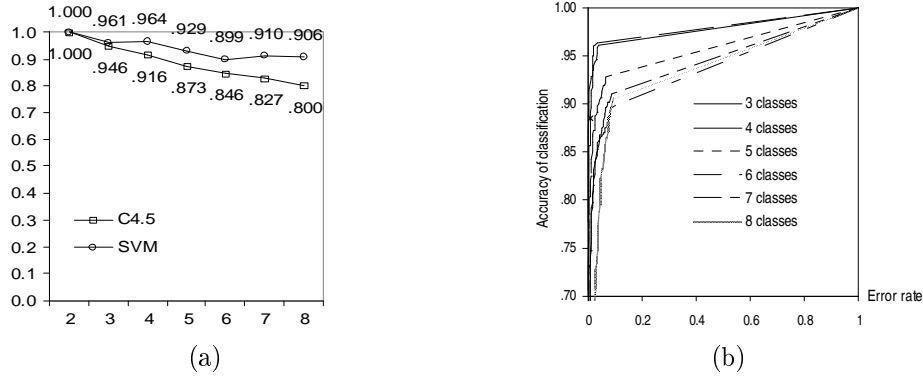 1.000
.961
.964
.929
.899
.910
.906
1.000
.946
.916
.873
.846
.827
.800
1.0
0.9
0.8
0.7
0.6
0.5
0.4
0.3
0.2
0.1
0.0
C4.5
SVM
2 3 4 5 6 7 8
(a)
Accuracy of classification
1.00
.95
.90
.85
.80
.75
.70
3 classes
4 classes
5 classes
6 classes
7 classes
8 classes
Error rate
0 0.2 0.4 0.6 0.8 1
(b)